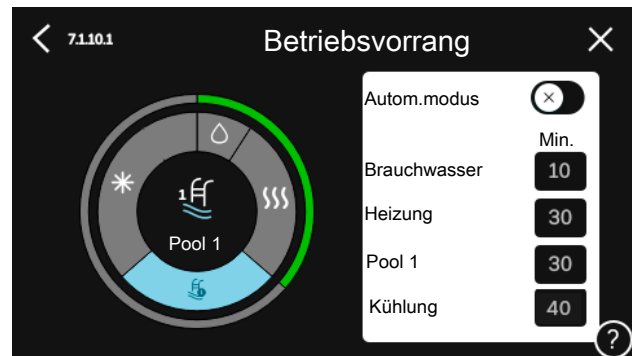 7.1.10.1 Betriebsvorrang
Autom.modus
Min.
Brauchwasser 10
Heizung 30
Pool 1 30
Kühlung 40
1
Pool 1
1
?